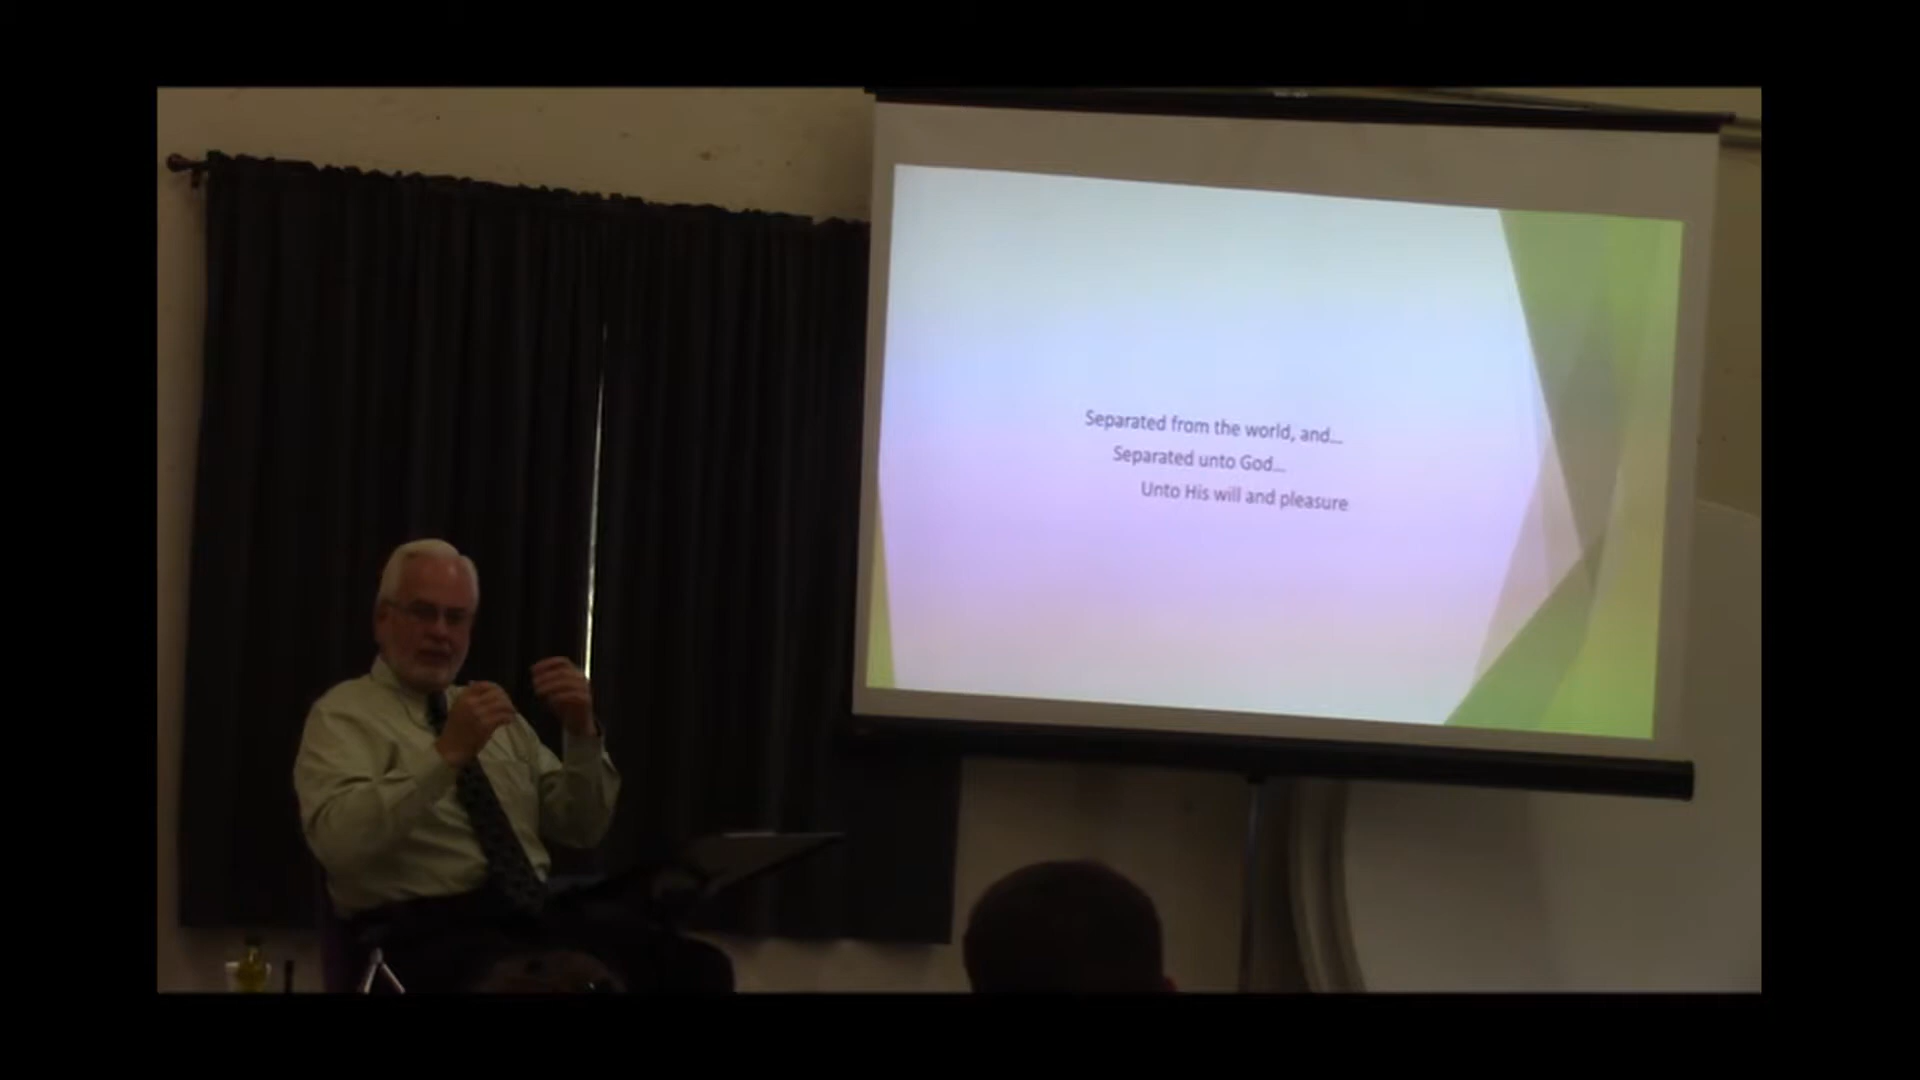 Separated from the world, and...
Separated unto God...
Unto His will and pleasure